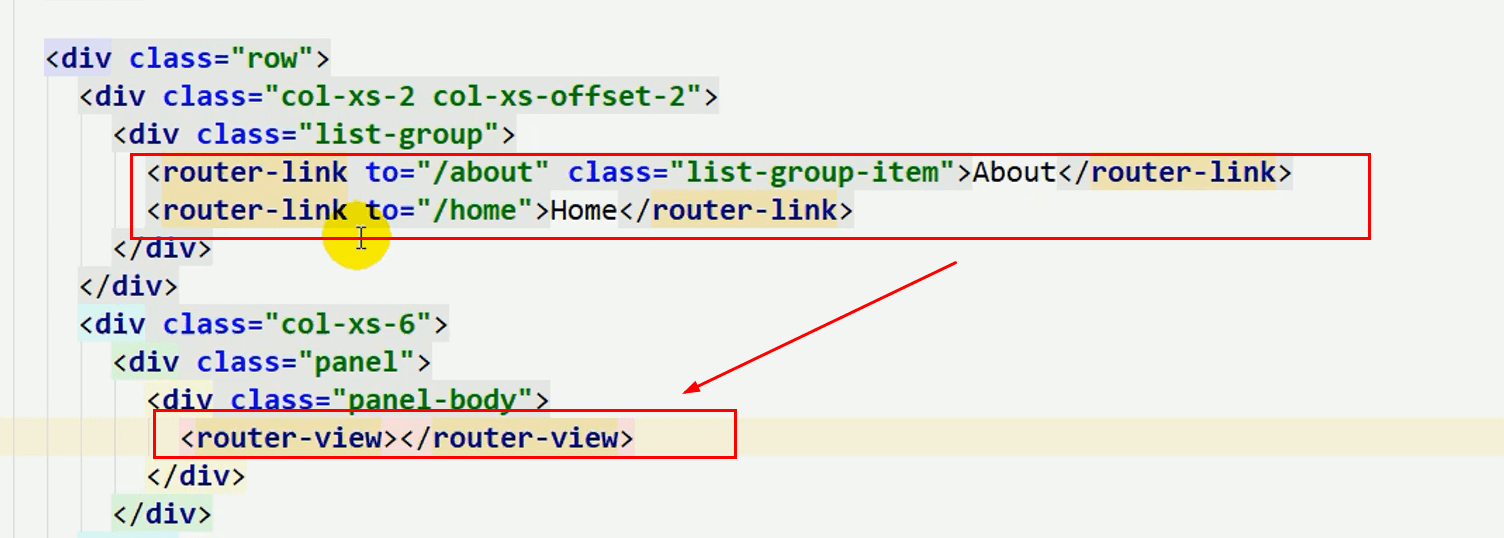 <div class="row">
<div class="col-xs-2 col-xs-offset-2">
<div class="list-group">
<router-link to="/about" class="list-group-item">About</router-link>
<router-link to="/home">Home</router-link>
</div>
</div>
<div class="col-xs-6">
<div class="panel">
<div class="panel-body">
<router-view></router-view>
</div>
</div>